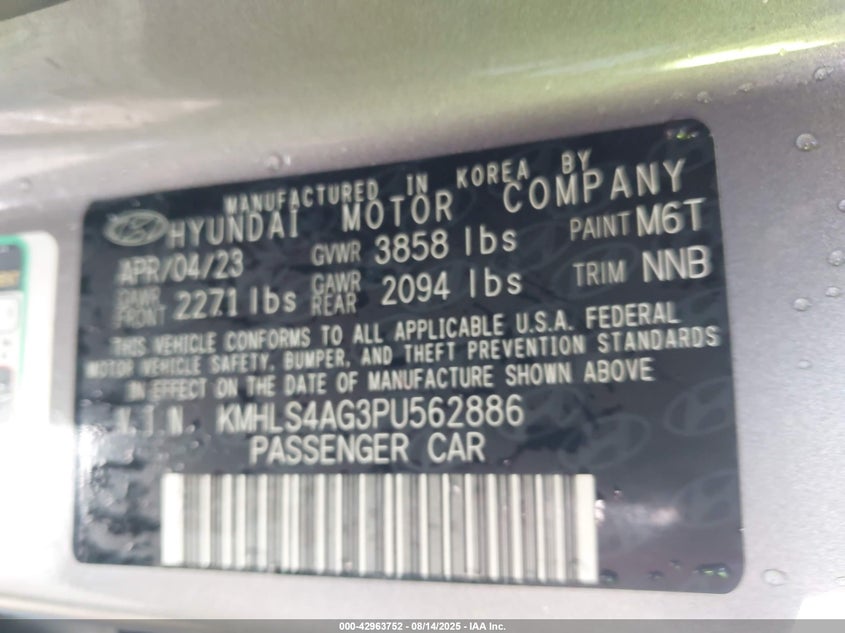 MANUFACTURED IN KOREA BY
HYUNDAI MOTOR COMPANY
APR/04/23 GVWR 3858 lbs PAINT M6T
GAWR FRONT 2271 lbs GAWR REAR 2094 lbs TRIM NNB
THIS VEHICLE CONFORMS TO ALL APPLICABLE U.S.A. FEDERAL
MOTOR VEHICLE SAFETY, BUMPER, AND THEFT PREVENTION STANDARDS
IN EFFECT ON THE DATE OF MANUFACTURE SHOWN ABOVE
V.I.N. KMHLS4AG3PU562886
PASSENGER CAR
000-42963752 - 08/14/2025 - IAA Inc.